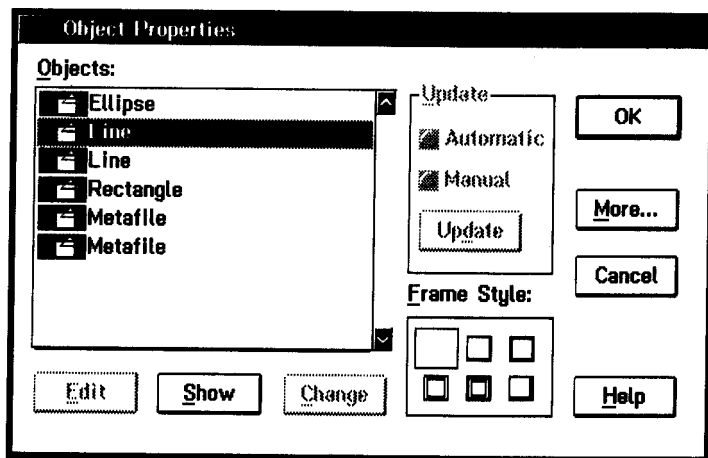 Object Properties
Objects:
Ellipse
Line
Line
Rectangle
Metafile
Metafile
Edit
Show
Change
Update
Automatic
Manual
Update
Frame Style:
OK
More...
Cancel
Help